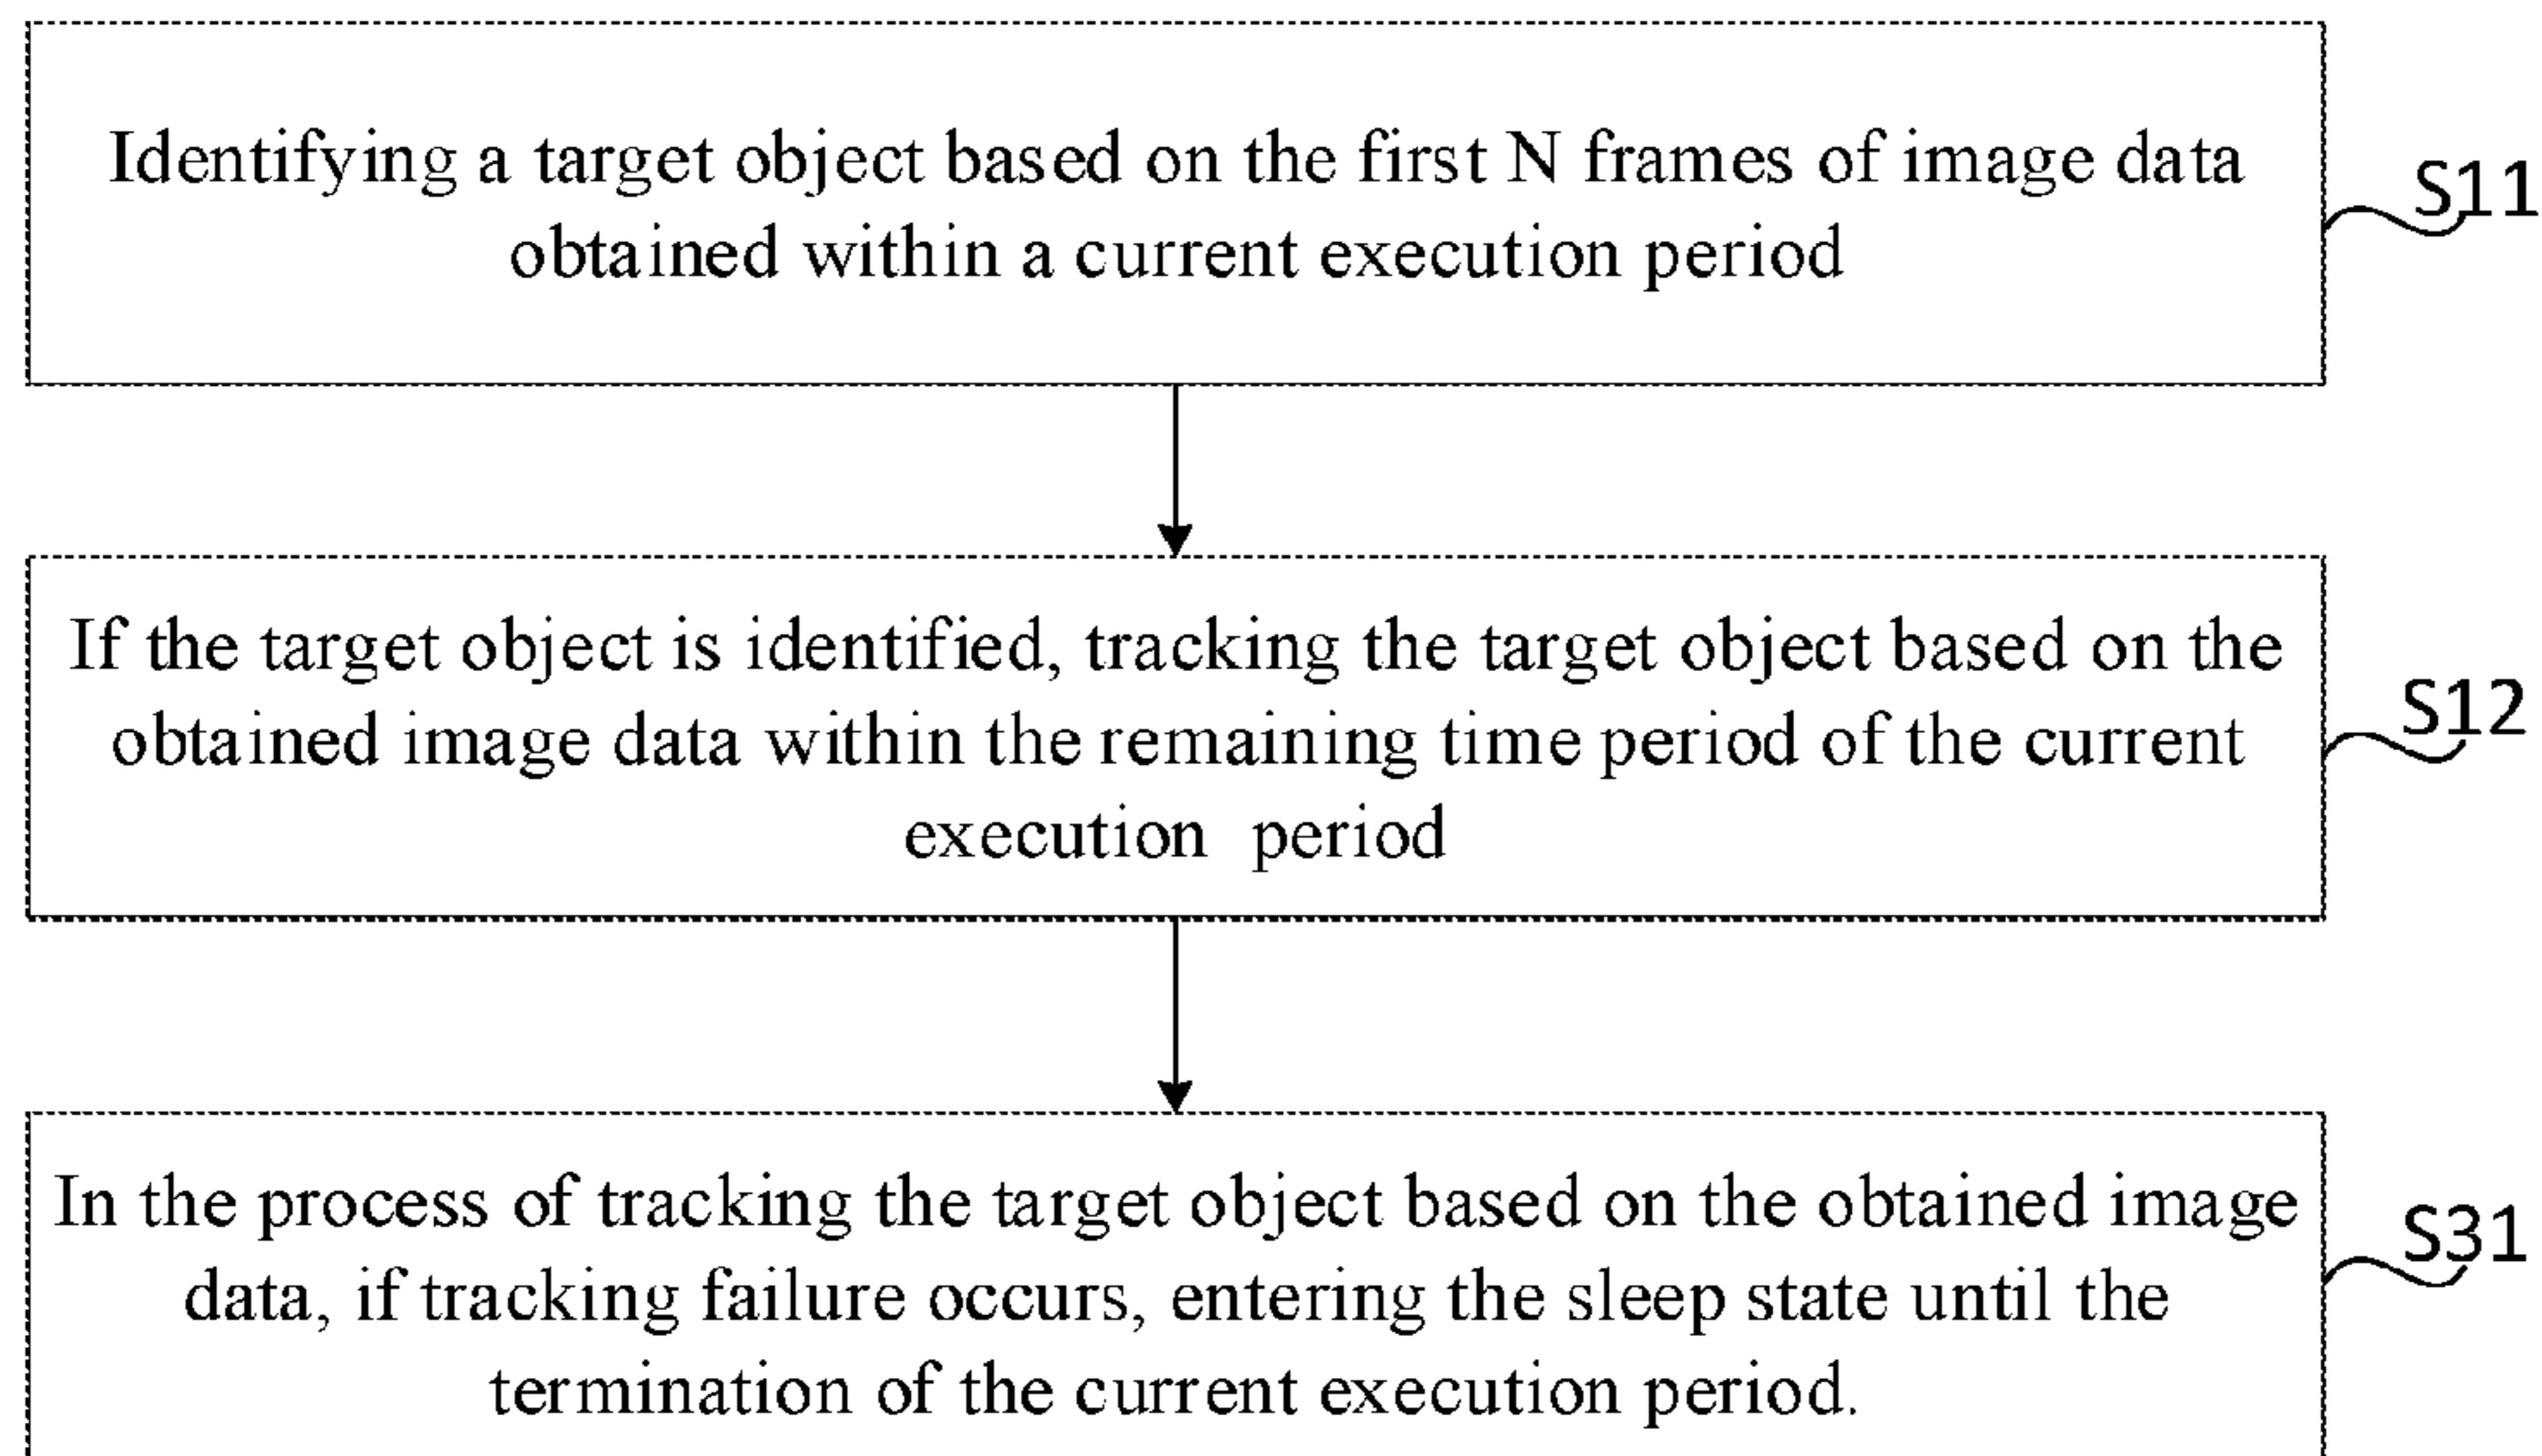 Identifying a target object based on the first N frames of image data
obtained within a current execution period
S11
If the target object is identified, tracking the target object based on the
obtained image data within the remaining time period of the current
execution period
S12
In the process of tracking the target object based on the obtained image
data, if tracking failure occurs, entering the sleep state until the
termination of the current execution period.
S31